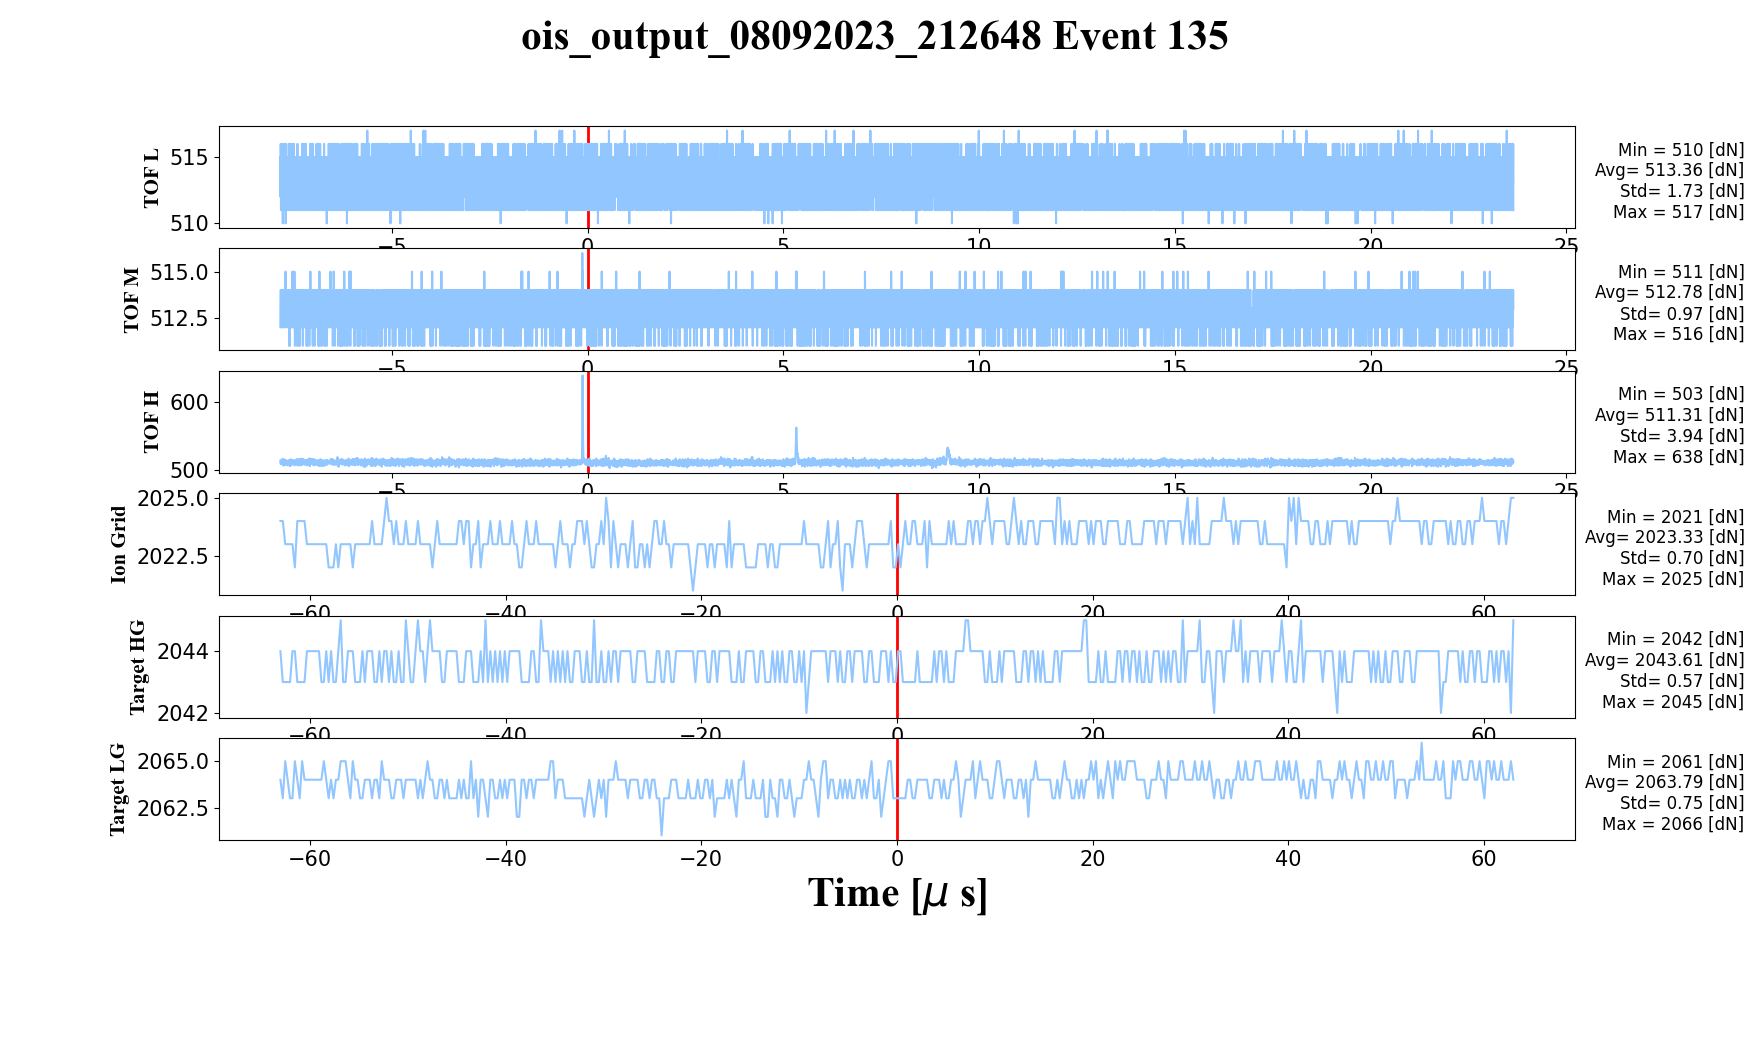 ois_output_08092023_212648 Event 135
TOF L
515
510
Min = 510 [dN]
Avg= 513.36 [dN]
Std= 1.73 [dN]
Max = 517 [dN]
−5 0 5 10 15 20 25
TOF M
515.0
512.5
Min = 511 [dN]
Avg= 512.78 [dN]
Std= 0.97 [dN]
Max = 516 [dN]
−5 0 5 10 15 20 25
TOF H
600
500
Min = 503 [dN]
Avg= 511.31 [dN]
Std= 3.94 [dN]
Max = 638 [dN]
−5 0 5 10 15 20 25
Ion Grid
2025.0
2022.5
Min = 2021 [dN]
Avg= 2023.33 [dN]
Std= 0.70 [dN]
Max = 2025 [dN]
−60 −40 −20 0 20 40 60
Target HG
2044
2042
Min = 2042 [dN]
Avg= 2043.61 [dN]
Std= 0.57 [dN]
Max = 2045 [dN]
−60 −40 −20 0 20 40 60
Target LG
2065.0
2062.5
Min = 2061 [dN]
Avg= 2063.79 [dN]
Std= 0.75 [dN]
Max = 2066 [dN]
−60 −40 −20 0 20 40 60
Time [μ s]